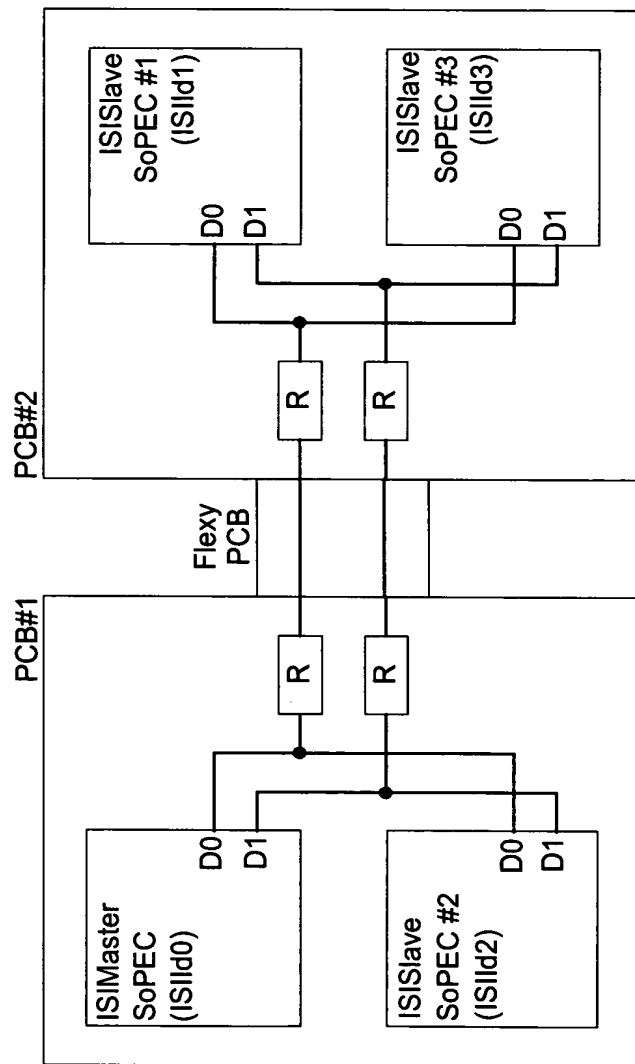 PCB#1
ISIMaster
SoPEC
(ISIId0)
D0
D1
ISISlave
SoPEC #2
(ISIId2)
D0
D1
R
R
Flexy
PCB
PCB#2
R
R
ISISlave
SoPEC #1
(ISIId1)
D0
D1
ISISlave
SoPEC #3
(ISIId3)
D0
D1